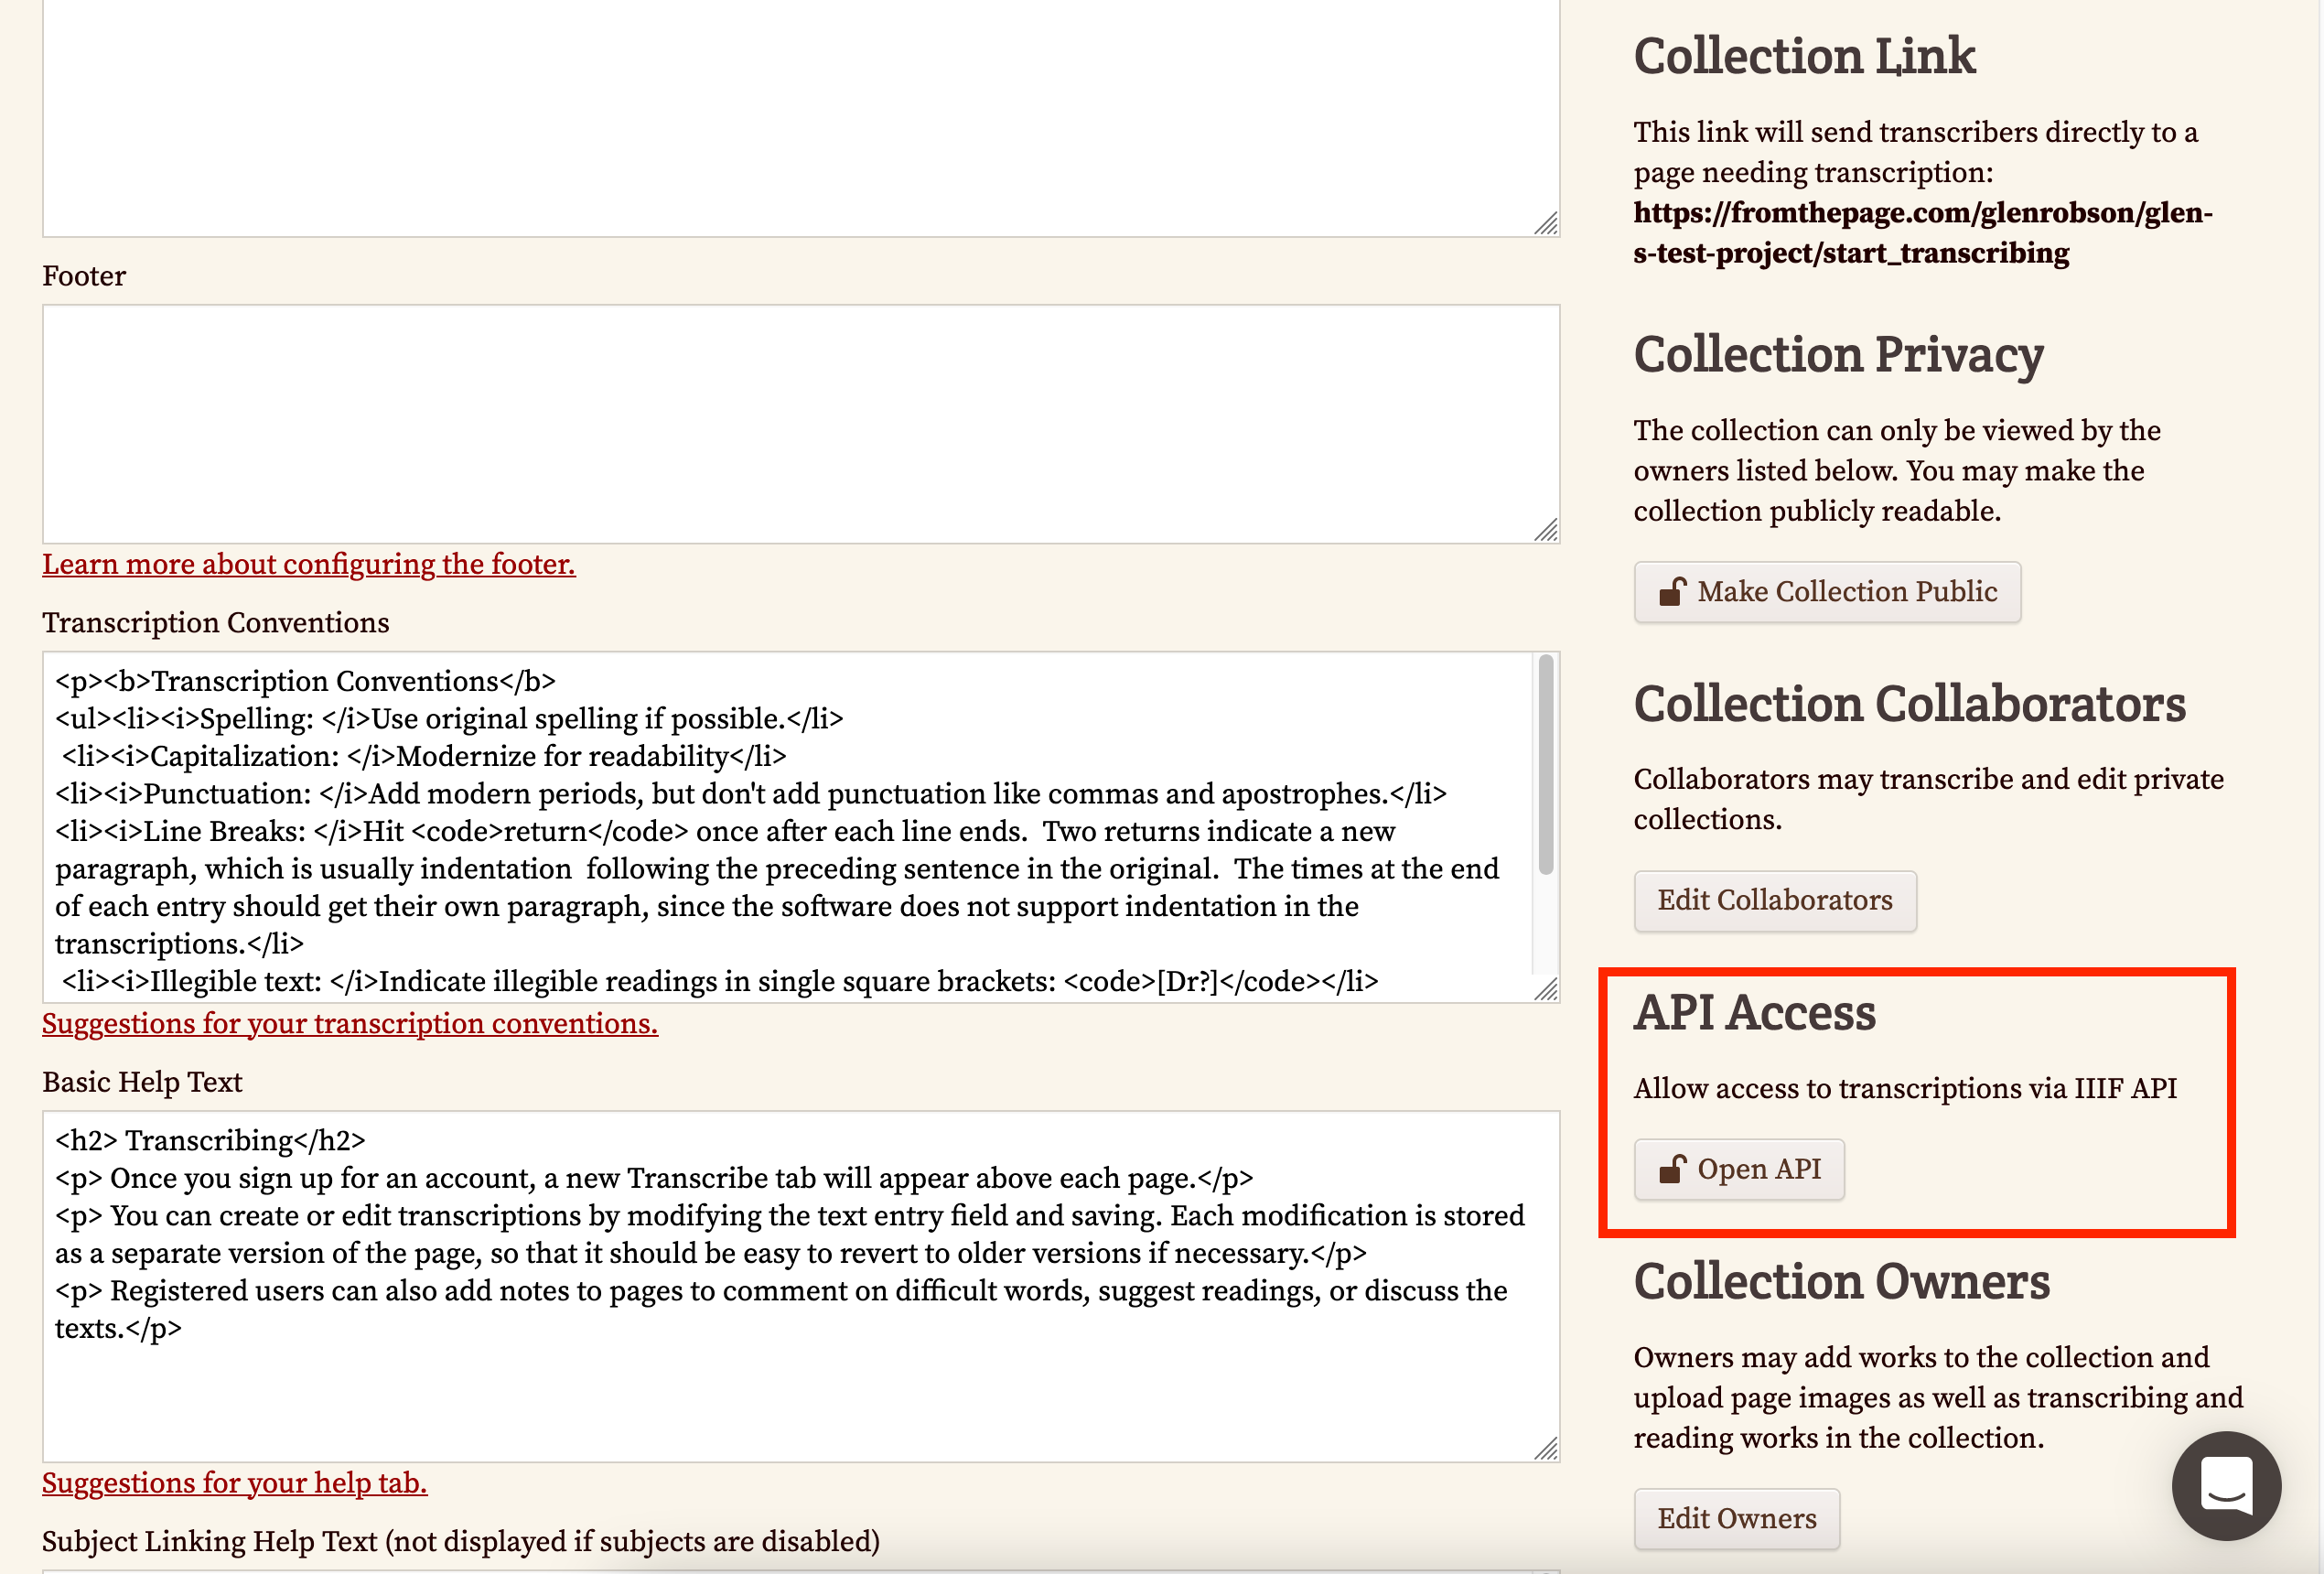 Footer
Learn more about configuring the footer.
Transcription Conventions
<p><b>Transcription Conventions</b>
<ul><li><i>Spelling: </i>Use original spelling if possible.</li>
<li><i>Capitalization: </i>Modernize for readability</li>
<li><i>Punctuation: </i>Add modern periods, but don't add punctuation like commas and apostrophes.</li>
<li><i>Line Breaks: </i>Hit <code>return</code> once after each line ends.  Two returns indicate a new
paragraph, which is usually indentation  following the preceding sentence in the original.  The times at the end
of each entry should get their own paragraph, since the software does not support indentation in the
transcriptions.</li>
<li><i>Illegible text: </i>Indicate illegible readings in single square brackets: <code>[Dr?]</code></li>
Suggestions for your transcription conventions.
Basic Help Text
<h2> Transcribing</h2>
<p> Once you sign up for an account, a new Transcribe tab will appear above each page.</p>
<p> You can create or edit transcriptions by modifying the text entry field and saving. Each modification is stored
as a separate version of the page, so that it should be easy to revert to older versions if necessary.</p>
<p> Registered users can also add notes to pages to comment on difficult words, suggest readings, or discuss the
texts.</p>
Suggestions for your help tab.
Subject Linking Help Text (not displayed if subjects are disabled)
Collection Link
This link will send transcribers directly to a
page needing transcription:
https://fromthepage.com/glenrobson/glen-
s-test-project/start_transcribing
Collection Privacy
The collection can only be viewed by the
owners listed below. You may make the
collection publicly readable.
Make Collection Public
Collection Collaborators
Collaborators may transcribe and edit private
collections.
Edit Collaborators
API Access
Allow access to transcriptions via IIIF API
Open API
Collection Owners
Owners may add works to the collection and
upload page images as well as transcribing and
reading works in the collection.
Edit Owners